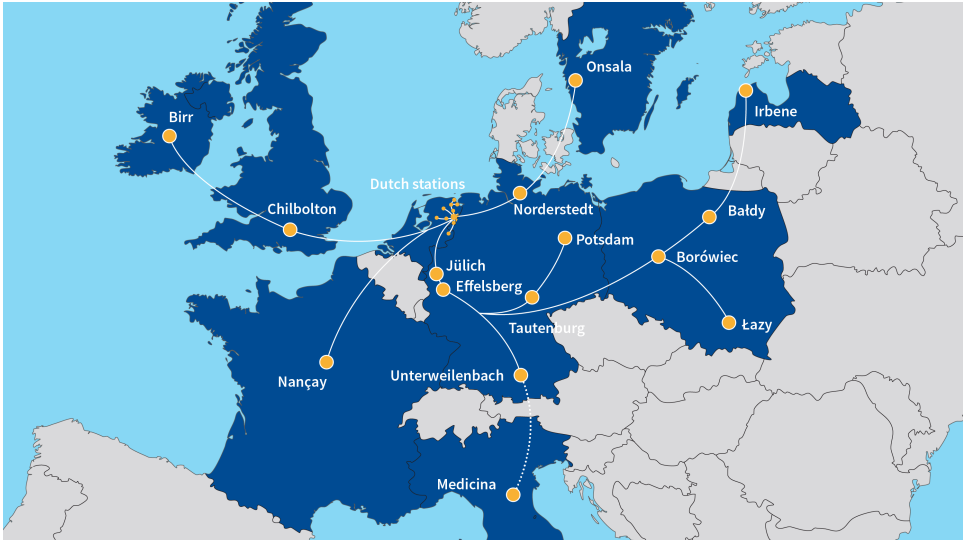 Onsala
Irbene
Birr
Dutch stations
Chilbolton
Norderstedt
Bałdy
Potsdam
Borówiec
Jülich
Effelsberg
Łazy
Tautenburg
Nançay
Unterweilenbach
Medicina